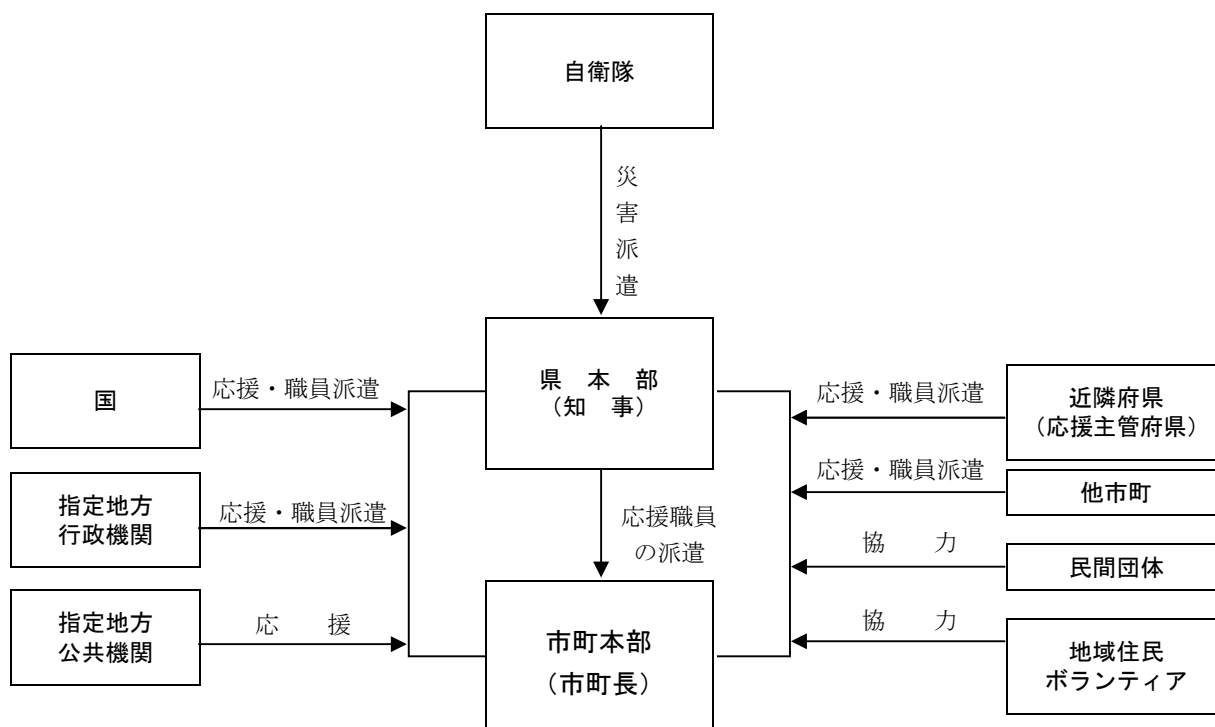 自衛隊
災害派遣
県 本 部
（知 事）
国
応援・職員派遣
指定地方
行政機関
応援・職員派遣
指定地方
公共機関
応 援
応援職員
の派遣
市町本部
（市町長）
応援・職員派遣
近隣府県
（応援主管府県）
応援・職員派遣
他市町
協 力
民間団体
協 力
地域住民
ボランティア